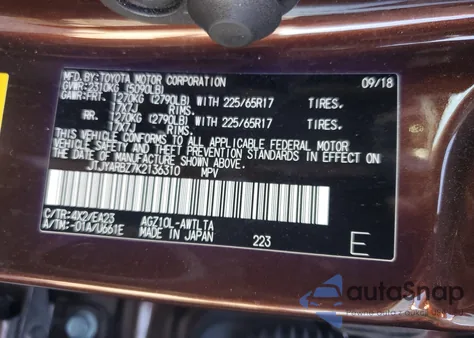 MFD.BY:TOYOTA MOTOR CORPORATION 09/18
GVWR:2310KG (5090LB)
GAWR:FRT. 1270KG (2790LB) WITH 225/65R17 TIRES.
17X7J RIMS.
RR. 1270KG (2790LB) WITH 225/65R17 TIRES.
17X7J RIMS.
THIS VEHICLE CONFORMS TO ALL APPLICABLE FEDERAL MOTOR
VEHICLE SAFETY AND THEFT PREVENTION STANDARDS IN EFFECT
ON THE DATE OF MANUFACTURE SHOWN ABOVE.
JTJYARBZ7K2136310 MPV
C/TR:4X2/EA23 AGZ10L-AWTLTA
A/TM:-01A/U661E MADE IN JAPAN 223 E
autoSnap